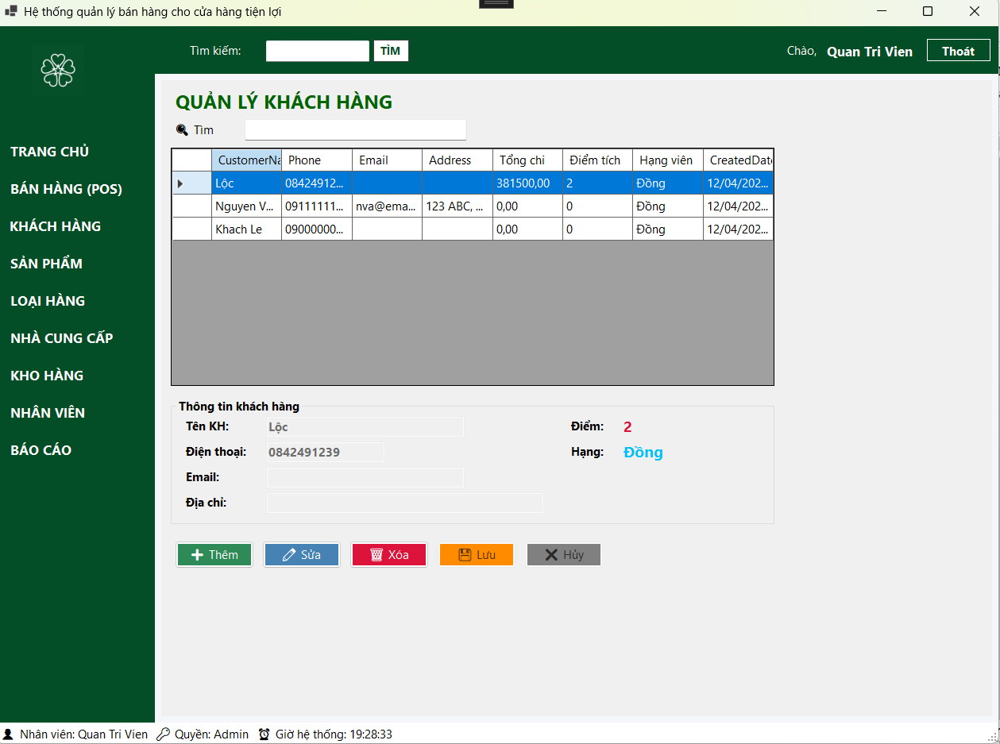 Hệ thống quản lý bán hàng cho cửa hàng tiện lợi
Tìm kiếm: TÌM Chào, Quan Tri Vien Thoát
TRANG CHỦ
BÁN HÀNG (POS)
KHÁCH HÀNG
SẢN PHẨM
LOẠI HÀNG
NHÀ CUNG CẤP
KHO HÀNG
NHÂN VIÊN
BÁO CÁO
QUẢN LÝ KHÁCH HÀNG
Tìm
CustomerNa Phone Email Address Tổng chi Điểm tích Hạng viên CreatedDate
Lộc 08424912... 381500,00 2 Đồng 12/04/202...
Nguyen V... 09111111... nva@ema... 123 ABC, ... 0,00 0 Đồng 12/04/202...
Khach Le 09000000... 0,00 0 Đồng 12/04/202...
Thông tin khách hàng
Tên KH: Lộc Điểm: 2
Điện thoại: 0842491239 Hạng: Đồng
Email:
Địa chỉ:
Thêm Sửa Xóa Lưu Hủy
Nhân viên: Quan Tri Vien Quyền: Admin Giờ hệ thống: 19:28:33